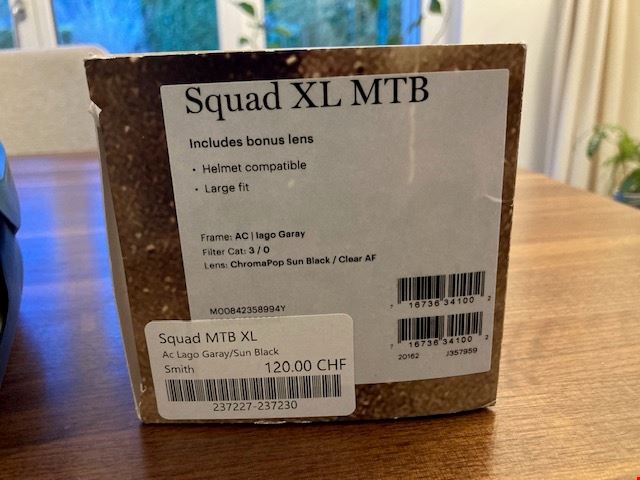 Squad XL MTB
Includes bonus lens
• Helmet compatible
• Large fit
Frame: AC | Iago Garay
Filter Cat: 3 / 0
Lens: ChromaPop Sun Black / Clear AF
M00842358994Y
7 16736 34100 2
7 16736 34100 2
20162 J357959
Squad MTB XL
Ac Lago Garay/Sun Black
Smith 120.00 CHF
237227-237230